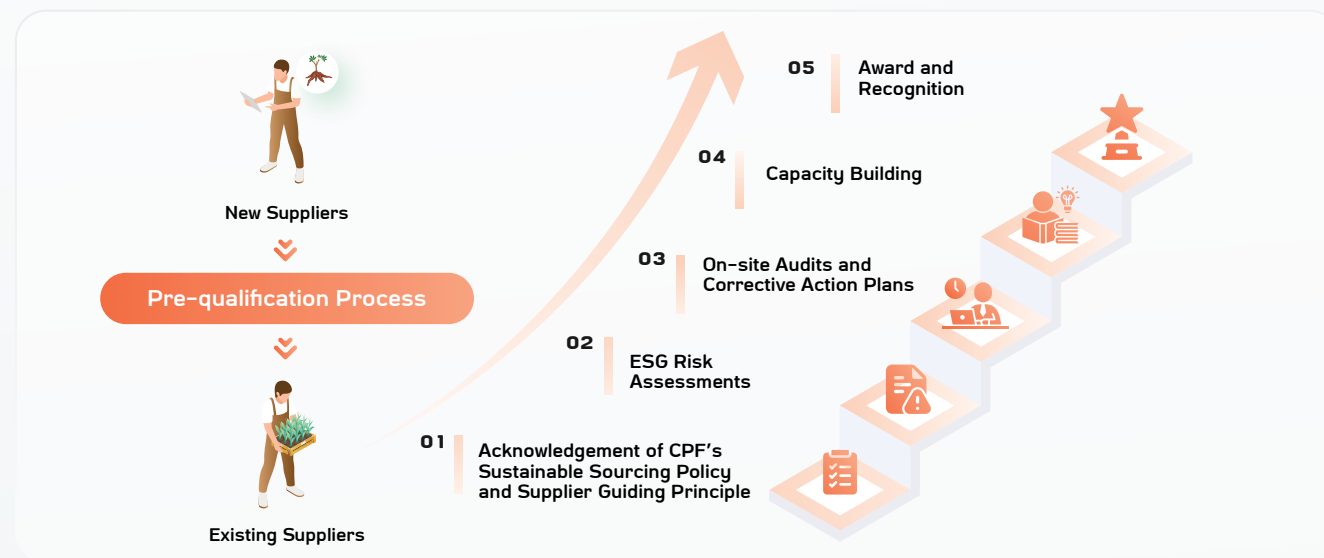 New Suppliers
Pre-qualification Process
Existing Suppliers
05
Award and
Recognition
04
Capacity Building
03
On-site Audits and
Corrective Action Plans
02
ESG Risk
Assessments
01
Acknowledgement of CPF's
Sustainable Sourcing Policy
and Supplier Guiding Principle